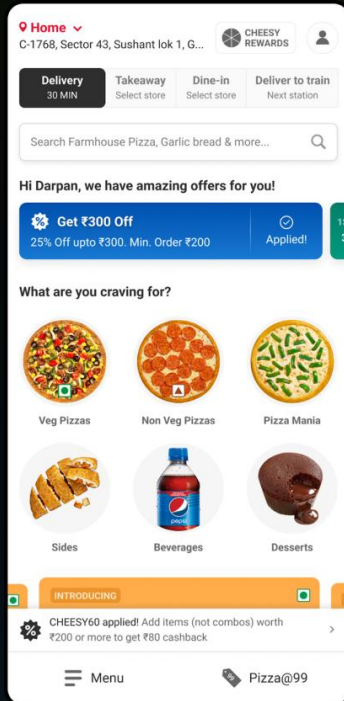 Home
C-1768, Sector 43, Sushant lok 1, G...
CHEESY
REWARDS
Delivery
30 MIN
Takeaway
Select store
Dine-in
Select store
Deliver to train
Next station
Search Farmhouse Pizza, Garlic bread & more...
Hi Darpan, we have amazing offers for you!
Get ₹300 Off
25% Off upto ₹300. Min. Order ₹200
Applied!
What are you craving for?
Veg Pizzas
Non Veg Pizzas
Pizza Mania
pepsi
Sides
Beverages
Desserts
INTRODUCING
CHEESY60 applied! Add items (not combos) worth
₹200 or more to get ₹80 cashback
Menu
99
Pizza@99